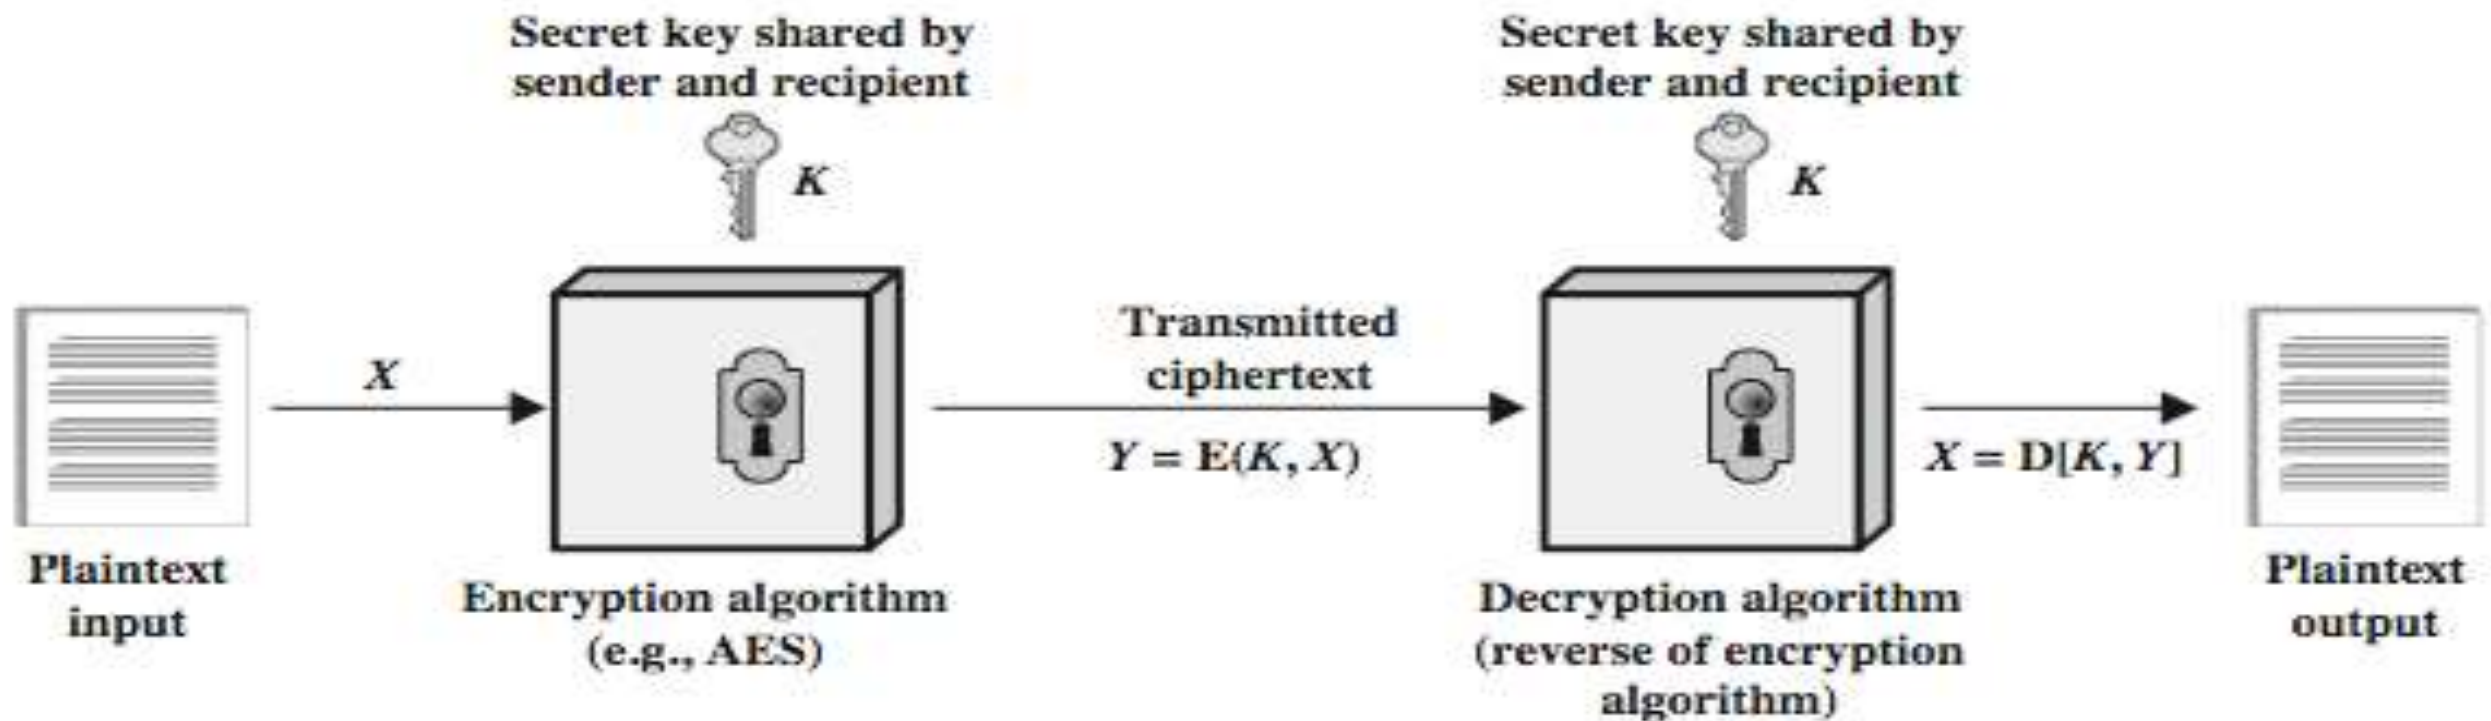 Secret key shared by
sender and recipient
K
Secret key shared by
sender and recipient
K
X
Transmitted
ciphertext
Y = E(K, X)
X = D[K, Y]
Plaintext
input
Encryption algorithm
(e.g., AES)
Decryption algorithm
(reverse of encryption
algorithm)
Plaintext
output